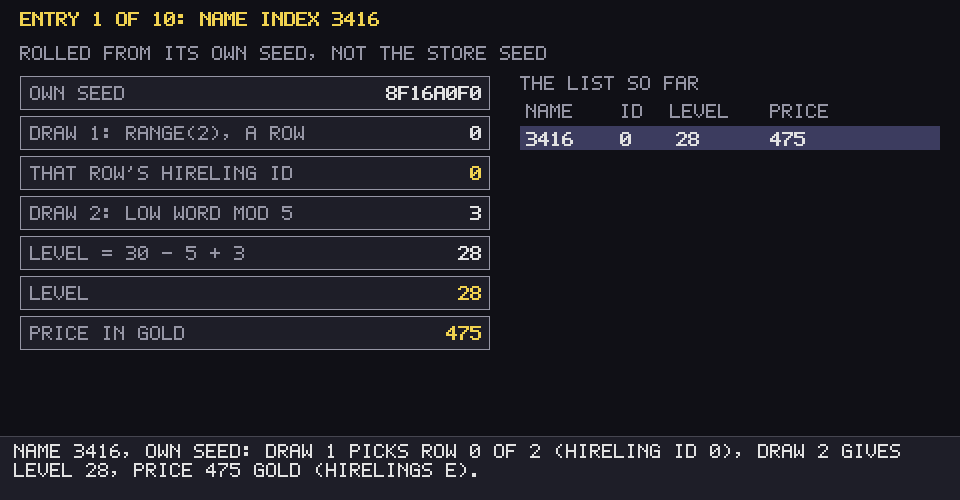 ENTRY 1 OF 10: NAME INDEX 3416
ROLLED FROM ITS OWN SEED, NOT THE STORE SEED
OWN SEED 8F16A0F0
DRAW 1: RANGE(2), A ROW 0
THAT ROW'S HIRELING ID 0
DRAW 2: LOW WORD MOD 5 3
LEVEL = 30 - 5 + 3 28
LEVEL 28
PRICE IN GOLD 475
THE LIST SO FAR
NAME ID LEVEL PRICE
3416 0 28 475
NAME 3416, OWN SEED: DRAW 1 PICKS ROW 0 OF 2 (HIRELING ID 0), DRAW 2 GIVES
LEVEL 28, PRICE 475 GOLD (HIRELINGS E).